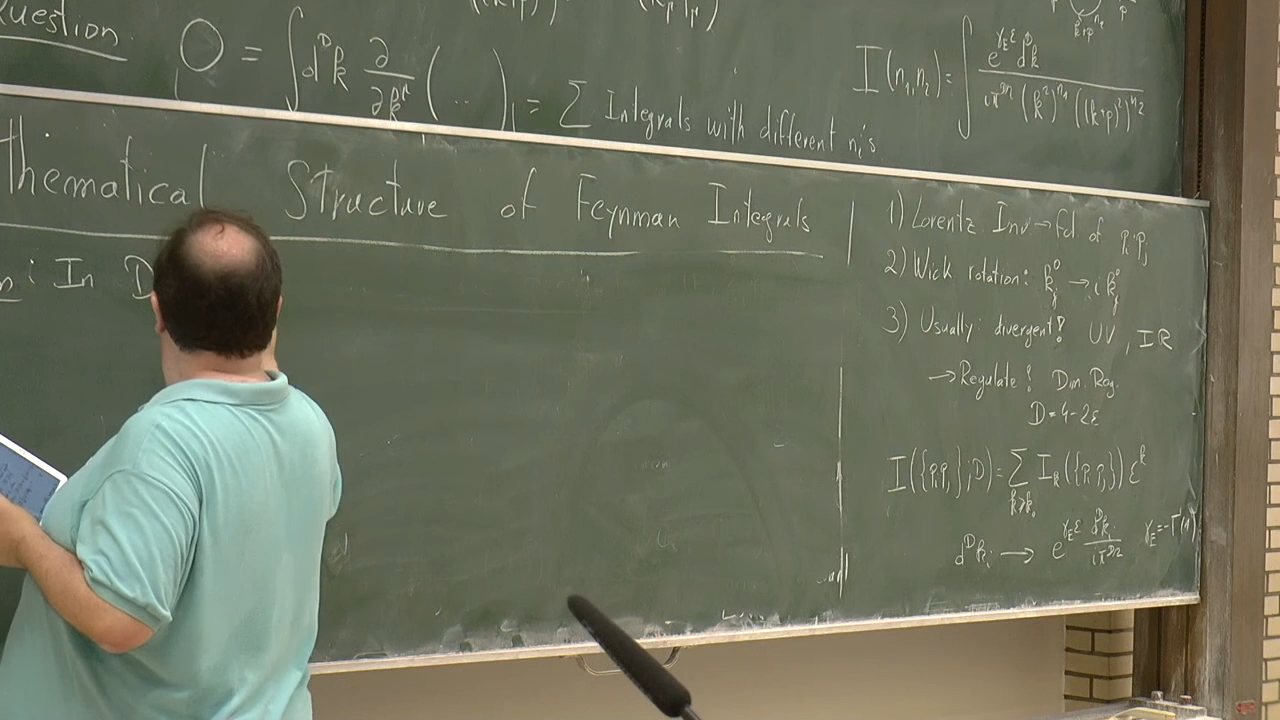 Question.
0 = ∫ d^D k ∂/∂k^μ ( ... ) = Σ Integrals with different n_i's
I(n_1, n_2) = ∫ e^{γ_E ε} d^D k / iπ^{D/2} (k²)^{n_1} ((k+p)²)^{n_2}
thematical Structure of Feynman Integrals
: In D
1) Lorentz Inv → fct. of p_i·p_j
2) Wick rotation: k_j^0 → i k_j^0
3) Usually: divergent! UV, IR
→ Regulate! Dim. Reg.
D = 4-2ε
I({p_i p_j}; D) = Σ_{k≥k_0} I_k({p_i p_j}) ε^k
d^D k_i → e^{γ_E ε} d^D k_i / iπ^{D/2} γ_E = -Γ'(1)